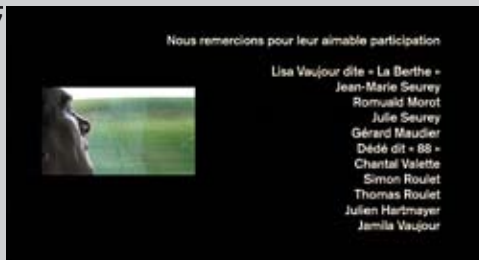 Nous remercions pour leur aimable participation
Lisa Vaujour dite « La Berthe »
Jean-Marie Seurey
Romuald Morot
Julie Seurey
Gérard Maudier
Dédé dit « 88 »
Chantal Valette
Simon Roulet
Thomas Roulet
Julien Hartmayer
Jamila Vaujour